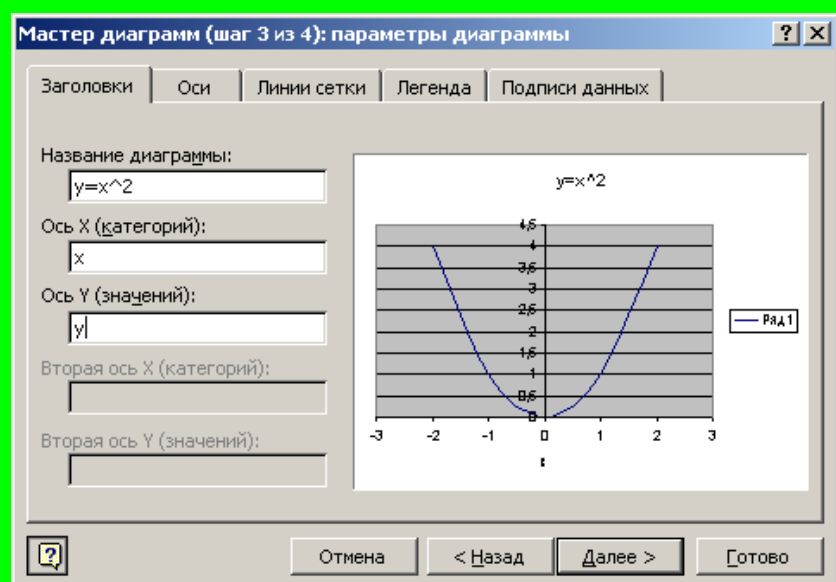 Мастер диаграмм (шаг 3 из 4): параметры диаграммы
Заголовки Оси Линии сетки Легенда Подписи данных
Название диаграммы:
y=x^2
Ось X (категорий):
x
Ось Y (значений):
y
Вторая ось X (категорий):
Вторая ось Y (значений):
y=x^2
4,5
4
3,5
3
2,5
2
1,5
1
0,5
0
-3 -2 -1 0 1 2 3
Ряд1
Отмена < Назад Далее > Готово